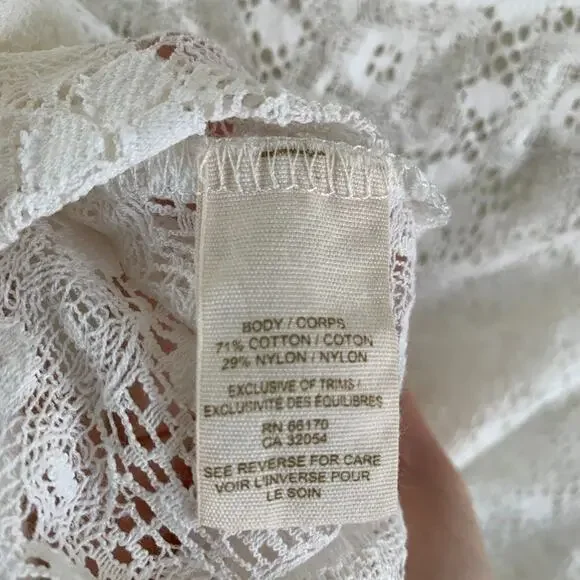 BODY / CORPS
71% COTTON / COTON
29% NYLON / NYLON
EXCLUSIVE OF TRIMS /
EXCLUSIVITE DES ÉQUILIBRES
RN 66170
CA 32054
SEE REVERSE FOR CARE
VOIR L'INVERSE POUR
LE SOIN